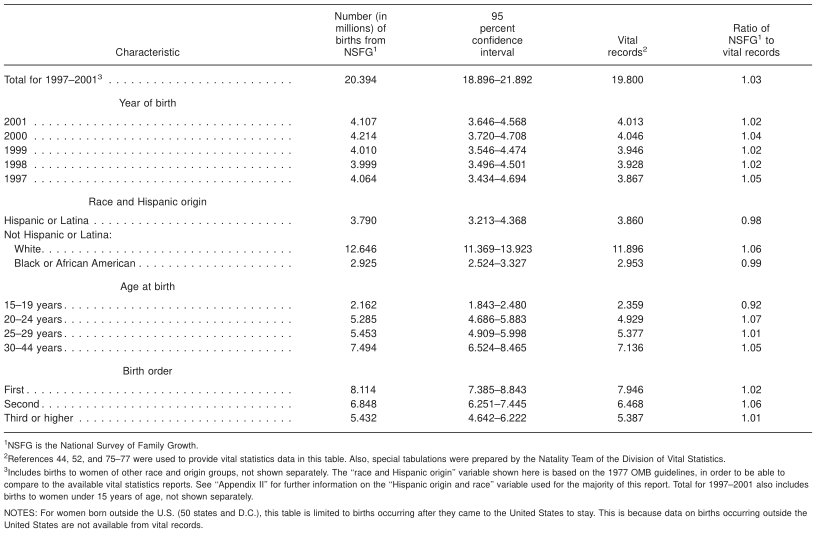 Characteristic Number (in millions) of births from NSFG¹ 95 percent confidence interval Vital records² Ratio of NSFG¹ to vital records
Total for 1997–2001³ . . . . . . . . . . . . . . . . . . . . . . . . . . 20.394 18.896–21.892 19.800 1.03
Year of birth
2001 . . . . . . . . . . . . . . . . . . . . . . . . . . . . . . . . . . . . 4.107 3.646–4.568 4.013 1.02
2000 . . . . . . . . . . . . . . . . . . . . . . . . . . . . . . . . . . . . 4.214 3.720–4.708 4.046 1.04
1999 . . . . . . . . . . . . . . . . . . . . . . . . . . . . . . . . . . . . 4.010 3.546–4.474 3.946 1.02
1998 . . . . . . . . . . . . . . . . . . . . . . . . . . . . . . . . . . . . 3.999 3.496–4.501 3.928 1.02
1997 . . . . . . . . . . . . . . . . . . . . . . . . . . . . . . . . . . . . 4.064 3.434–4.694 3.867 1.05
Race and Hispanic origin
Hispanic or Latina . . . . . . . . . . . . . . . . . . . . . . . . . . . . 3.790 3.213–4.368 3.860 0.98
Not Hispanic or Latina:
White. . . . . . . . . . . . . . . . . . . . . . . . . . . . . . . . . . . 12.646 11.369–13.923 11.896 1.06
Black or African American . . . . . . . . . . . . . . . . . . . . . . 2.925 2.524–3.327 2.953 0.99
Age at birth
15–19 years . . . . . . . . . . . . . . . . . . . . . . . . . . . . . . . . 2.162 1.843–2.480 2.359 0.92
20–24 years . . . . . . . . . . . . . . . . . . . . . . . . . . . . . . . . 5.285 4.686–5.883 4.929 1.07
25–29 years . . . . . . . . . . . . . . . . . . . . . . . . . . . . . . . . 5.453 4.909–5.998 5.377 1.01
30–44 years . . . . . . . . . . . . . . . . . . . . . . . . . . . . . . . . 7.494 6.524–8.465 7.136 1.05
Birth order
First . . . . . . . . . . . . . . . . . . . . . . . . . . . . . . . . . . . . . 8.114 7.385–8.843 7.946 1.02
Second . . . . . . . . . . . . . . . . . . . . . . . . . . . . . . . . . . . 6.848 6.251–7.445 6.468 1.06
Third or higher . . . . . . . . . . . . . . . . . . . . . . . . . . . . . . 5.432 4.642–6.222 5.387 1.01
¹NSFG is the National Survey of Family Growth.
²References 44, 52, and 75–77 were used to provide vital statistics data in this table. Also, special tabulations were prepared by the Natality Team of the Division of Vital Statistics.
³Includes births to women of other race and origin groups, not shown separately. The “race and Hispanic origin” variable shown here is based on the 1977 OMB guidelines, in order to be able to
compare to the available vital statistics reports. See “Appendix II” for further information on the “Hispanic origin and race” variable used for the majority of this report. Total for 1997–2001 also includes
births to women under 15 years of age, not shown separately.
NOTES: For women born outside the U.S. (50 states and D.C.), this table is limited to births occurring after they came to the United States to stay. This is because data on births occurring outside the
United States are not available from vital records.